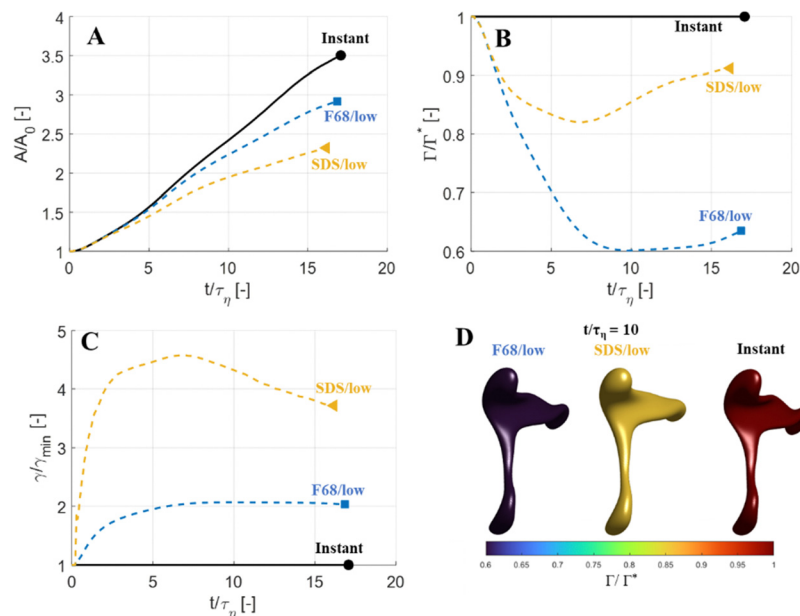 A
Instant
F68/low
SDS/low
4
3.5
3
2.5
2
1.5
1
A/A₀ [-]
0
5
10
15
20
t/τ_η [-]
B
Instant
SDS/low
F68/low
1
0.9
0.8
0.7
0.6
Γ/Γ* [-]
0
5
10
15
20
t/τ_η [-]
C
SDS/low
F68/low
Instant
5
4
3
2
1
γ/γ_min [-]
0
5
10
15
20
t/τ_η [-]
D
t/τ_η = 10
F68/low
SDS/low
Instant
0.6 0.65 0.7 0.75 0.8 0.85 0.9 0.95 1
Γ/ Γ*